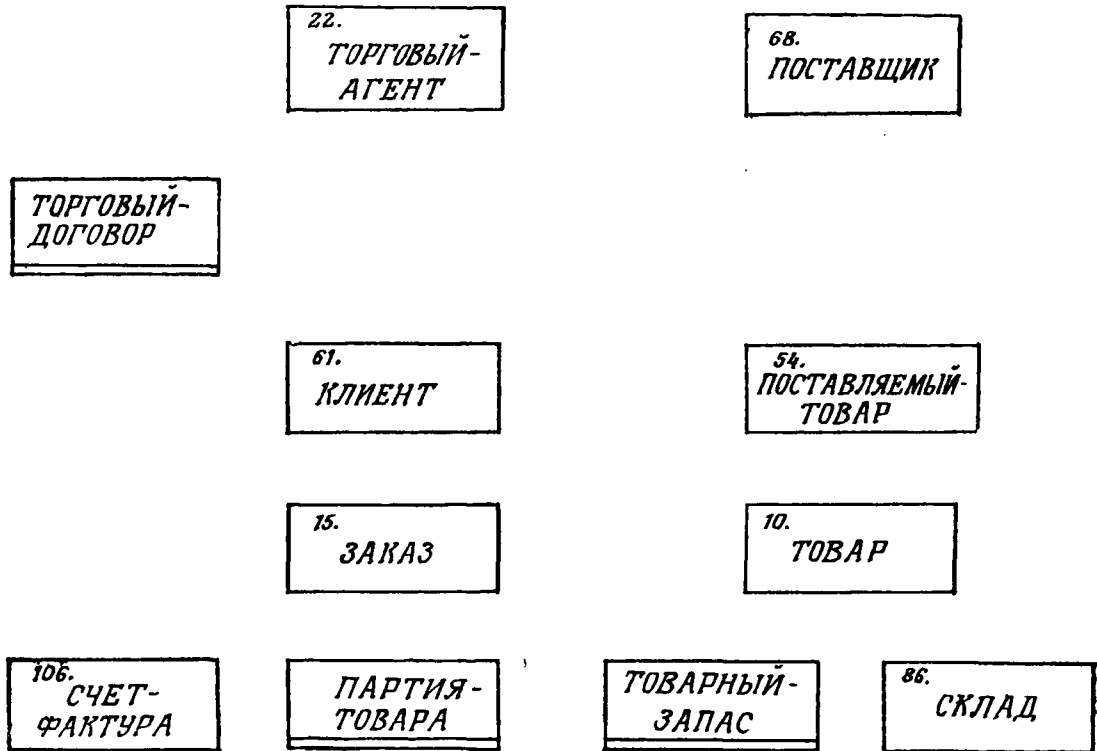 22.
ТОРГОВЫЙ-
АГЕНТ
68.
ПОСТАВЩИК
ТОРГОВЫЙ-
ДОГОВОР
61.
КЛИЕНТ
54.
ПОСТАВЛЯЕМЫЙ-
ТОВАР
15.
ЗАКАЗ
10.
ТОВАР
106.
СЧЕТ-
ФАКТУРА
ПАРТИЯ-
ТОВАРА
ТОВАРНЫЙ-
ЗАПАС
86.
СКЛАД